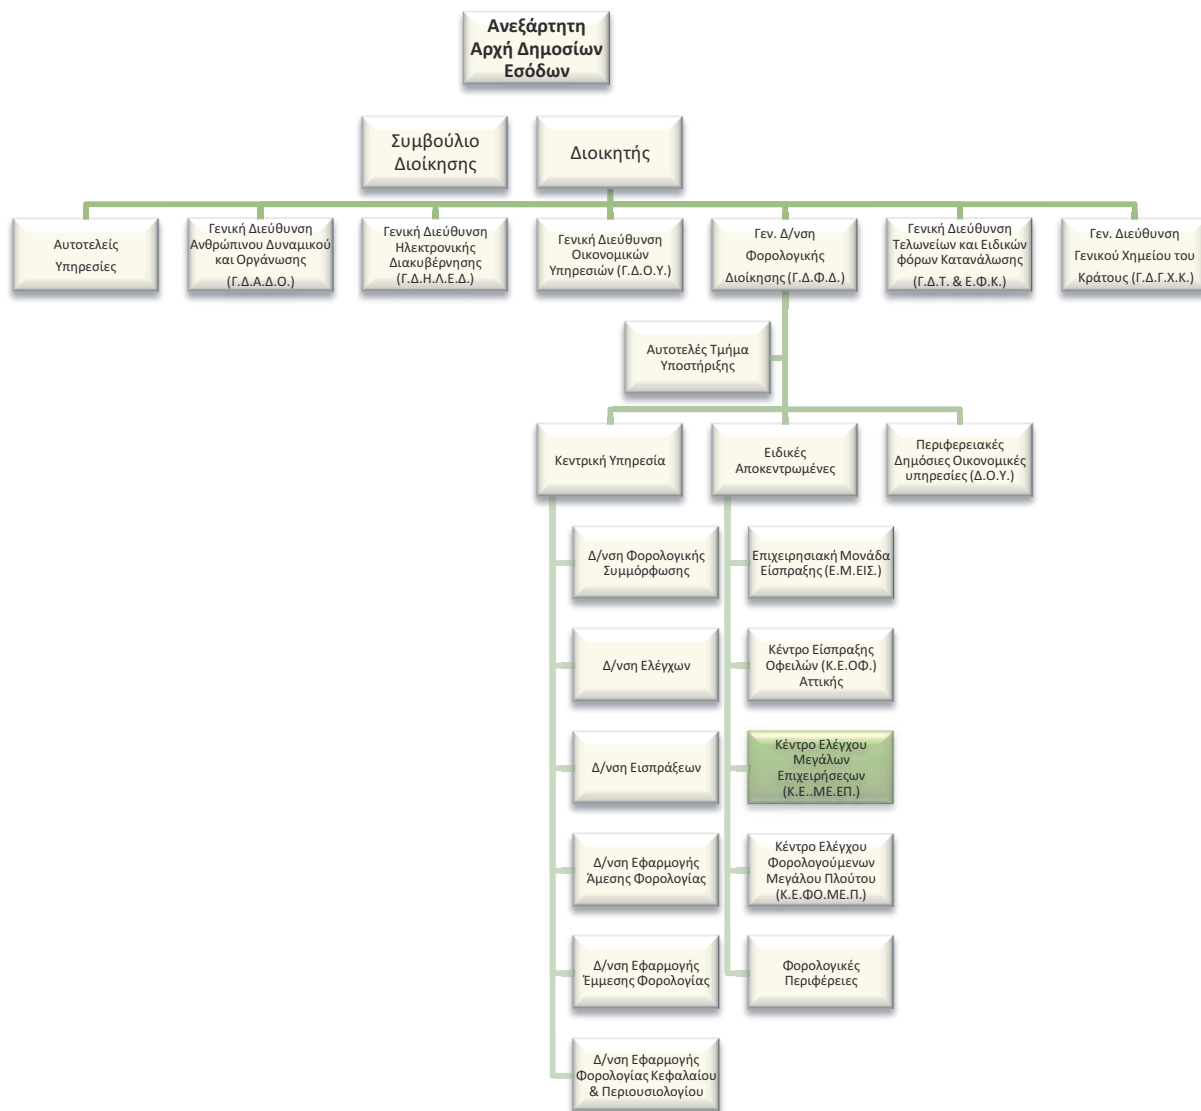 Ανεξάρτητη
Αρχή Δημοσίων
Εσόδων
Συμβούλιο
Διοίκησης
Διοικητής
Αυτοτελείς
Υπηρεσίες
Γενική Διεύθυνση
Ανθρώπινου Δυναμικού
και Οργάνωσης
(Γ.Δ.Α.Δ.Ο.)
Γενική Διεύθυνση
Ηλεκτρονικής
Διακυβέρνησης
(Γ.Δ.Η.Λ.Ε.Δ.)
Γενική Διεύθυνση
Οικονομικών
Υπηρεσιών (Γ.Δ.Ο.Υ.)
Γεν. Δ/νση
Φορολογικής
Διοίκησης (Γ.Δ.Φ.Δ.)
Γενική Διεύθυνση
Τελωνείων και Ειδικών
φόρων Κατανάλωσης
(Γ.Δ.Τ. & Ε.Φ.Κ.)
Γεν. Διεύθυνση
Γενικού Χημείου του
Κράτους (Γ.Δ.Γ.Χ.Κ.)
Αυτοτελές Τμήμα
Υποστήριξης
Κεντρική Υπηρεσία
Ειδικές
Αποκεντρωμένες
Περιφερειακές
Δημόσιες Οικονομικές
υπηρεσίες (Δ.Ο.Υ.)
Δ/νση Φορολογικής
Συμμόρφωσης
Δ/νση Ελέγχων
Δ/νση Εισπράξεων
Δ/νση Εφαρμογής
Άμεσης Φορολογίας
Δ/νση Εφαρμογής
Έμμεσης Φορολογίας
Δ/νση Εφαρμογής
Φορολογίας Κεφαλαίου
& Περιουσιολογίου
Επιχειρησιακή Μονάδα
Είσπραξης (Ε.Μ.ΕΙΣ.)
Κέντρο Είσπραξης
Οφειλών (Κ.Ε.ΟΦ.)
Αττικής
Κέντρο Ελέγχου
Μεγάλων
Επιχειρήσεςων
(Κ.Ε..ΜΕ.ΕΠ.)
Κέντρο Ελέγχου
Φορολογούμενων
Μεγάλου Πλούτου
(Κ.Ε.ΦΟ.ΜΕ.Π.)
Φορολογικές
Περιφέρειες